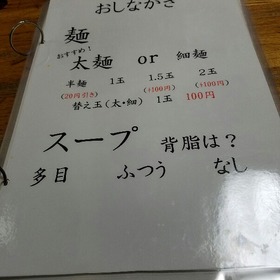 おしながき
麺
おすすめ!
太麺 or 細麺
半麺 1玉 1.5玉 2玉
(20円引き) (+100円) (+100円)
替え玉(太・細) 1玉 100円
スープ 背脂は?
多目 ふつう なし